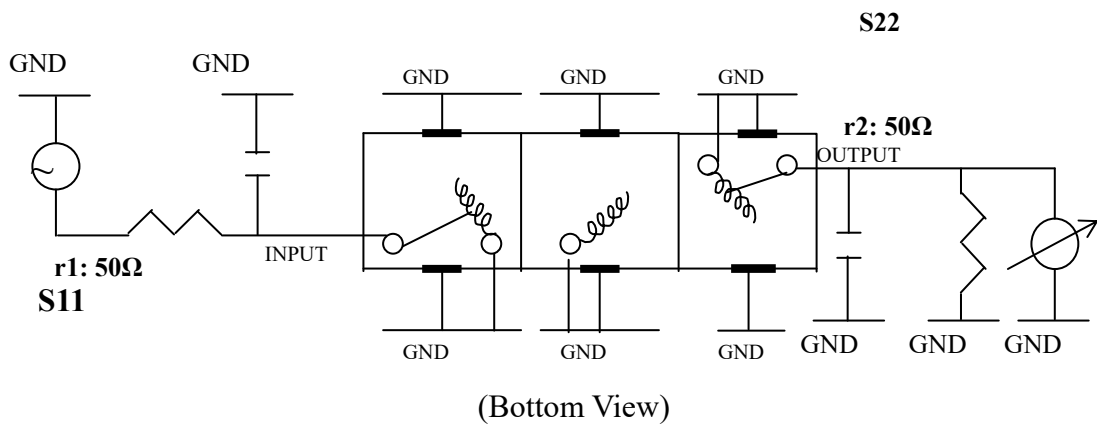 S22
GND
GND
GND
GND
GND
r2: 50Ω
OUTPUT
INPUT
r1: 50Ω
S11
GND
GND
GND
GND
GND
GND
(Bottom View)